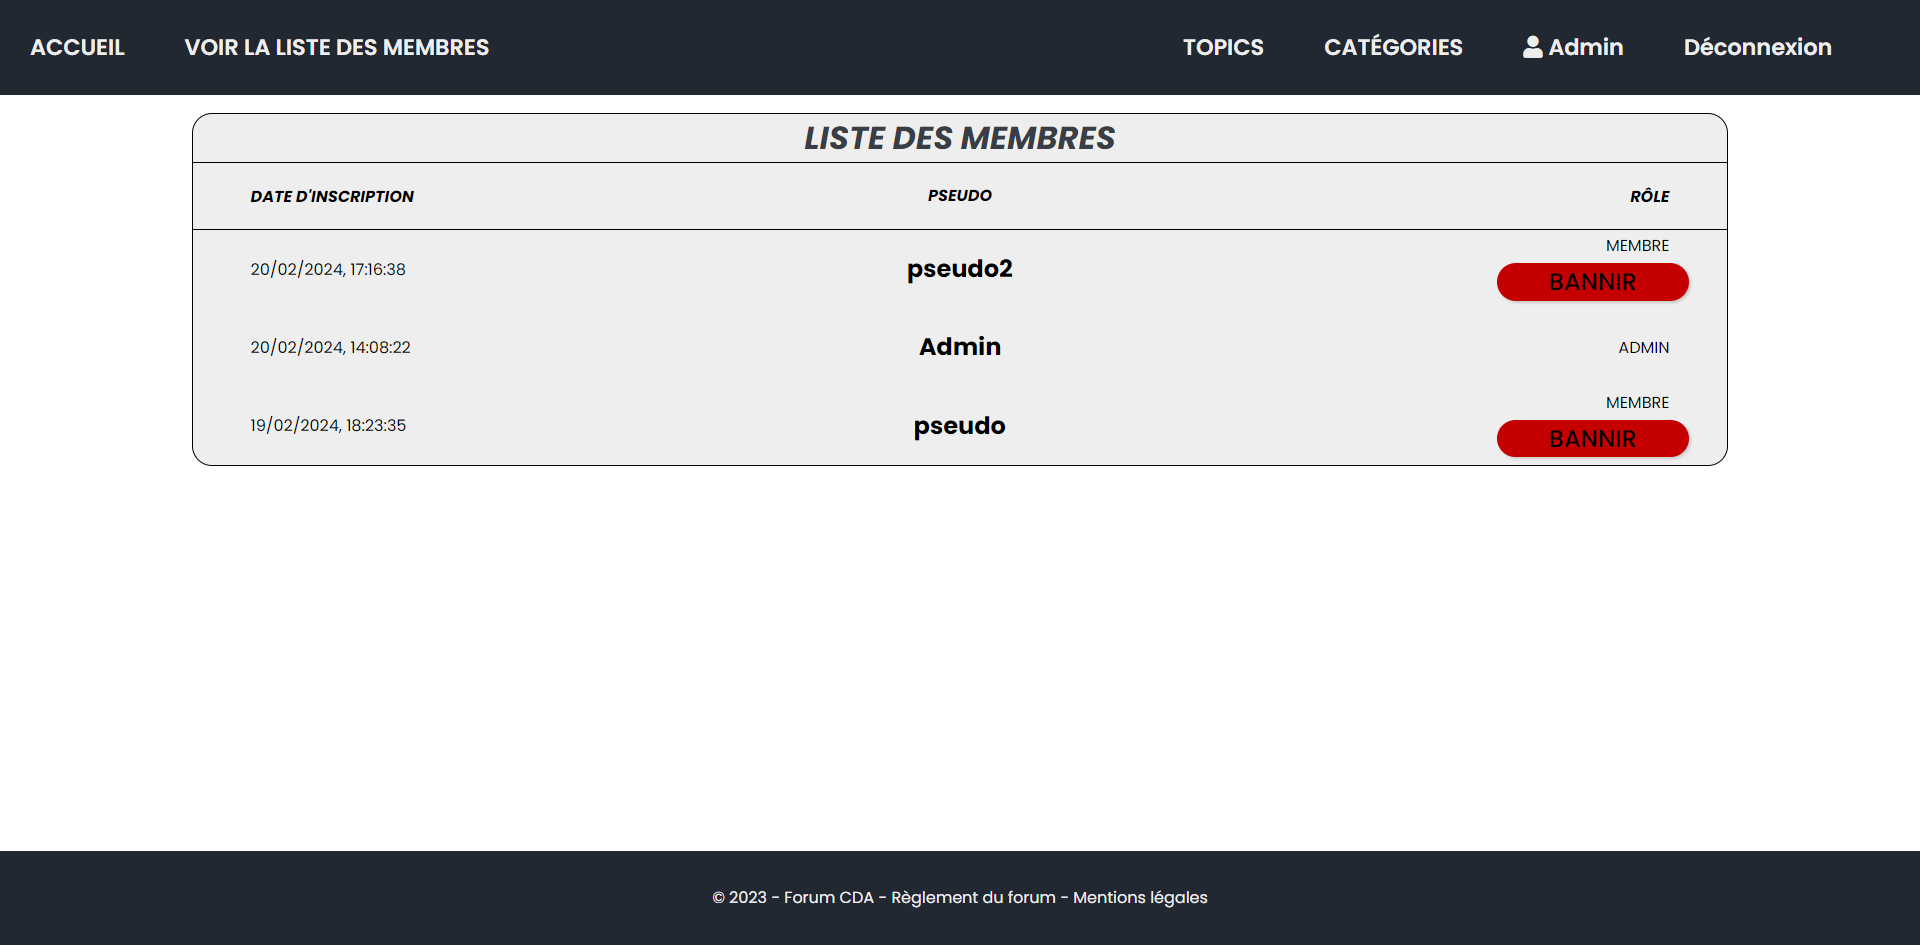 ACCUEIL VOIR LA LISTE DES MEMBRES TOPICS CATÉGORIES Admin Déconnexion
LISTE DES MEMBRES
DATE D'INSCRIPTION PSEUDO RÔLE
20/02/2024, 17:16:38 pseudo2 MEMBRE
BANNIR
20/02/2024, 14:08:22 Admin ADMIN
19/02/2024, 18:23:35 pseudo MEMBRE
BANNIR
© 2023 - Forum CDA - Règlement du forum - Mentions légales